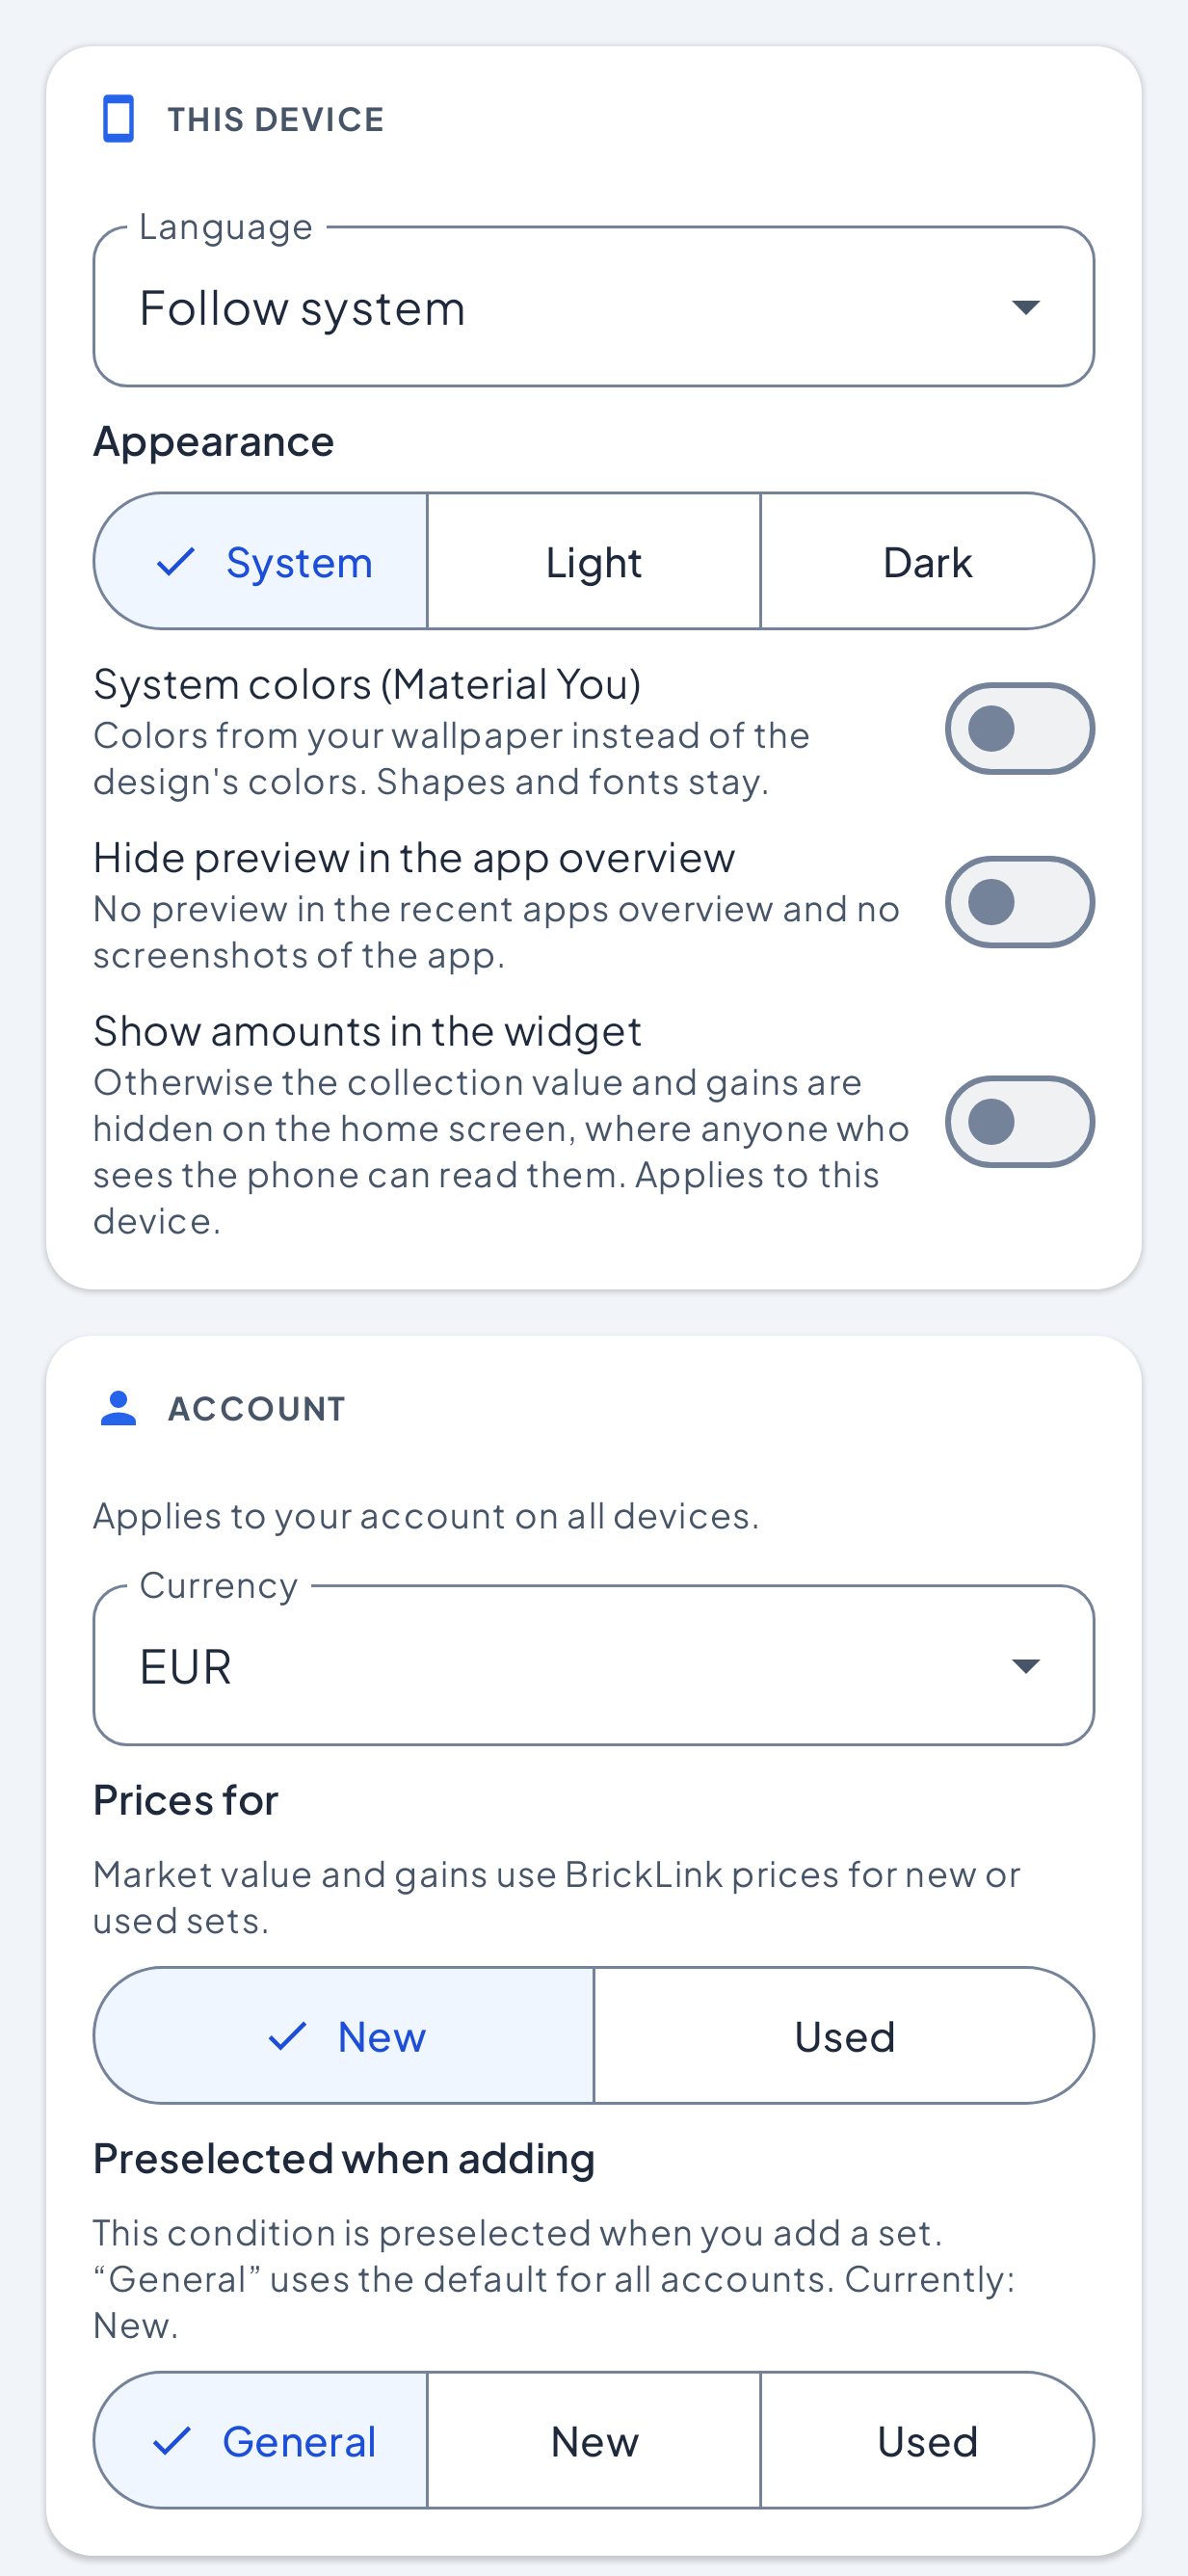 THIS DEVICE
Language
Follow system
Appearance
System
Light
Dark
System colors (Material You)
Colors from your wallpaper instead of the
design's colors. Shapes and fonts stay.
Hide preview in the app overview
No preview in the recent apps overview and no
screenshots of the app.
Show amounts in the widget
Otherwise the collection value and gains are
hidden on the home screen, where anyone who
sees the phone can read them. Applies to this
device.
ACCOUNT
Applies to your account on all devices.
Currency
EUR
Prices for
Market value and gains use BrickLink prices for new or
used sets.
New
Used
Preselected when adding
This condition is preselected when you add a set.
“General” uses the default for all accounts. Currently:
New.
General
New
Used